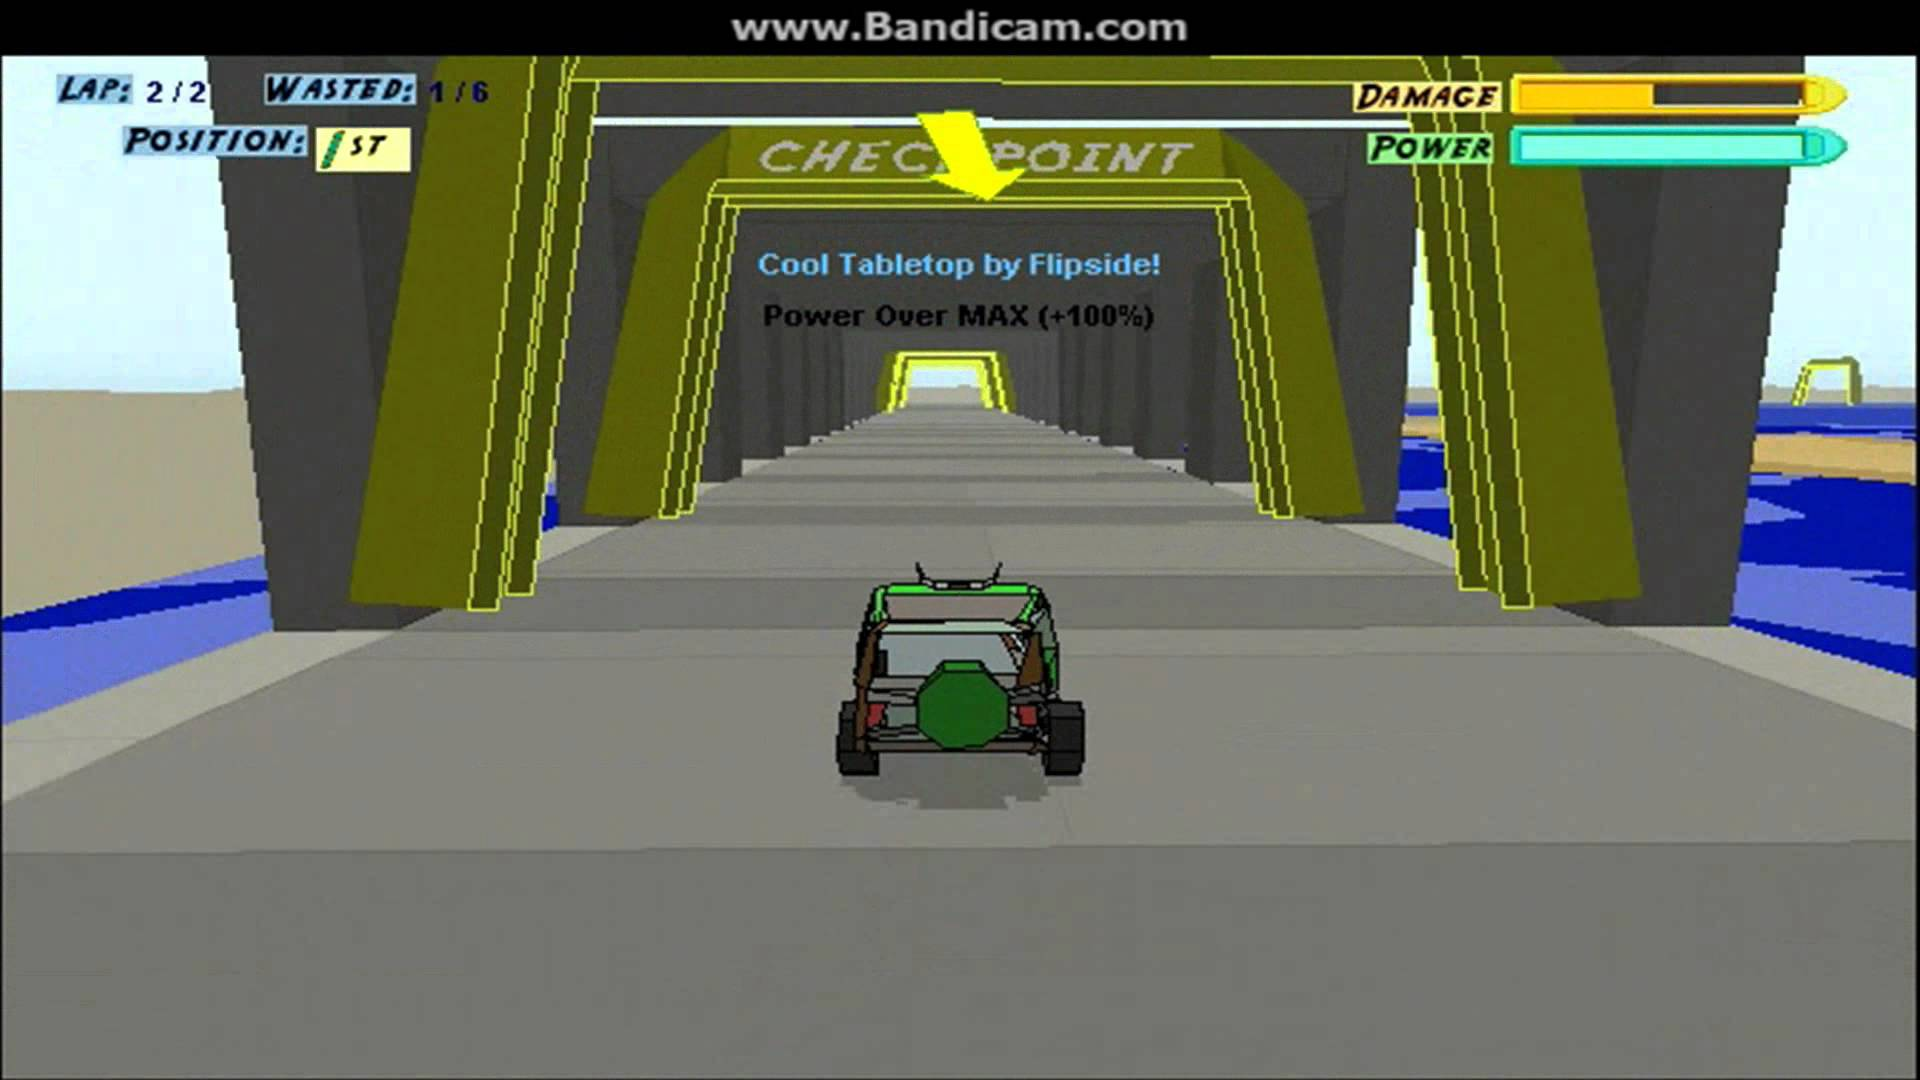 www.Bandicam.com
LAP: 2/2 WASTED: 1/6
POSITION: 1ST
DAMAGE
POWER
CHECKPOINT
Cool Tabletop by Flipside!
Power Over MAX (+100%)